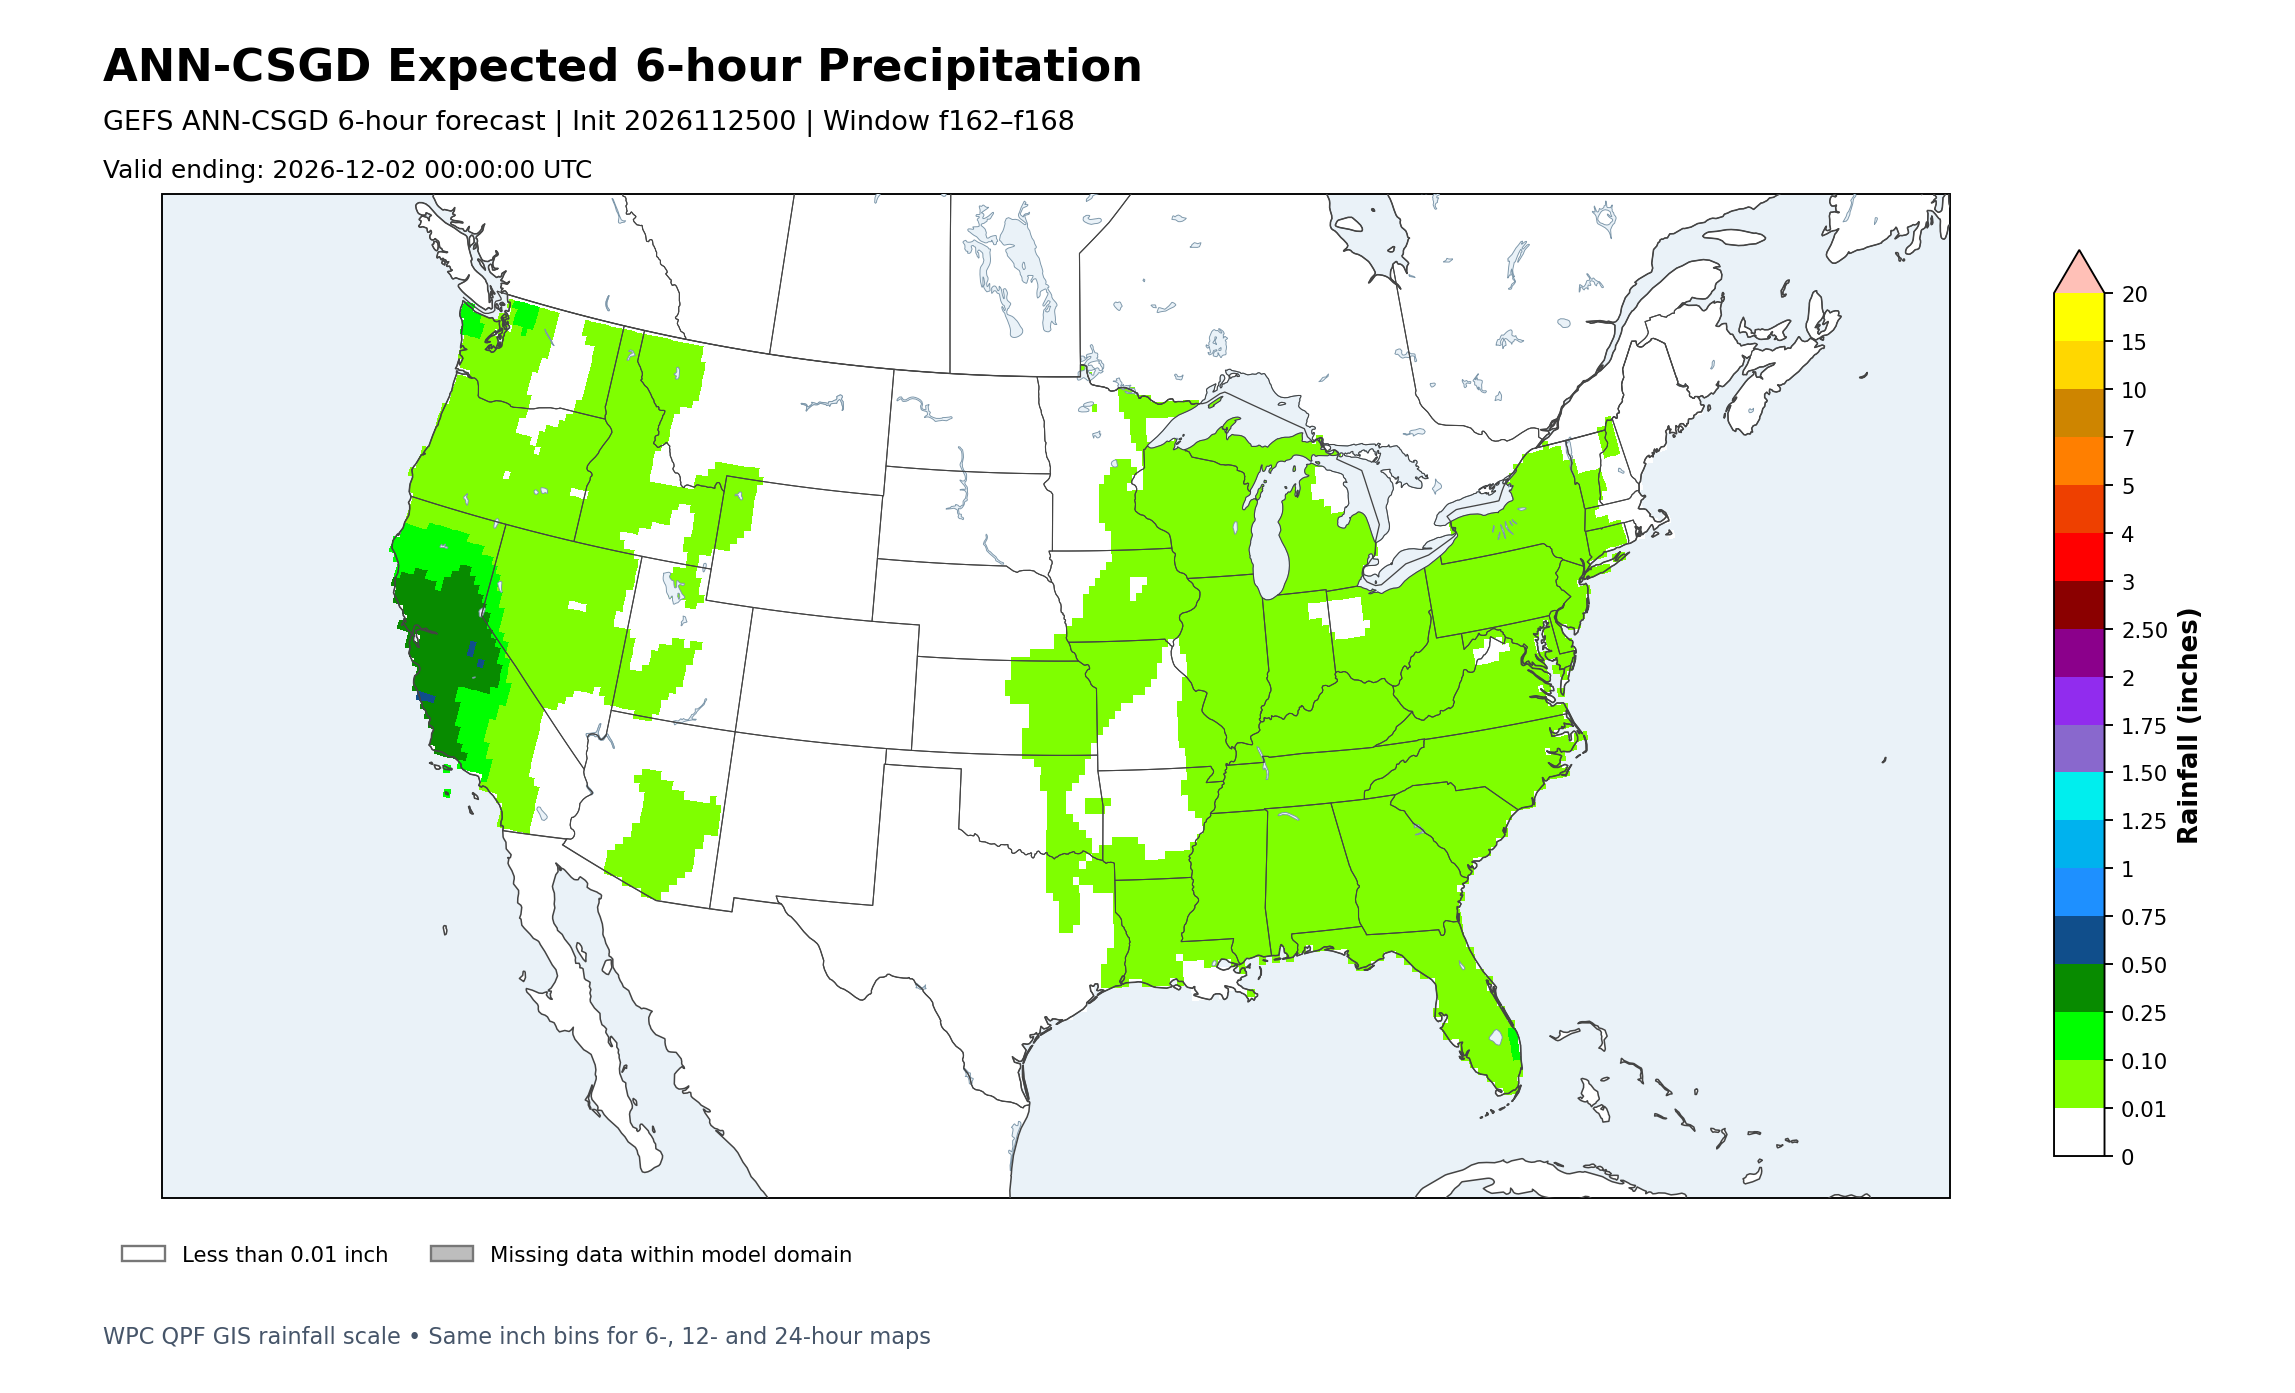 ANN-CSGD Expected 6-hour Precipitation
GEFS ANN-CSGD 6-hour forecast | Init 2026112500 | Window f162–f168
Valid ending: 2026-12-02 00:00:00 UTC
20
15
10
7
5
4
3
2.50
2
1.75
1.50
1.25
1
0.75
0.50
0.25
0.10
0.01
0
Rainfall (inches)
Less than 0.01 inch
Missing data within model domain
WPC QPF GIS rainfall scale • Same inch bins for 6-, 12- and 24-hour maps